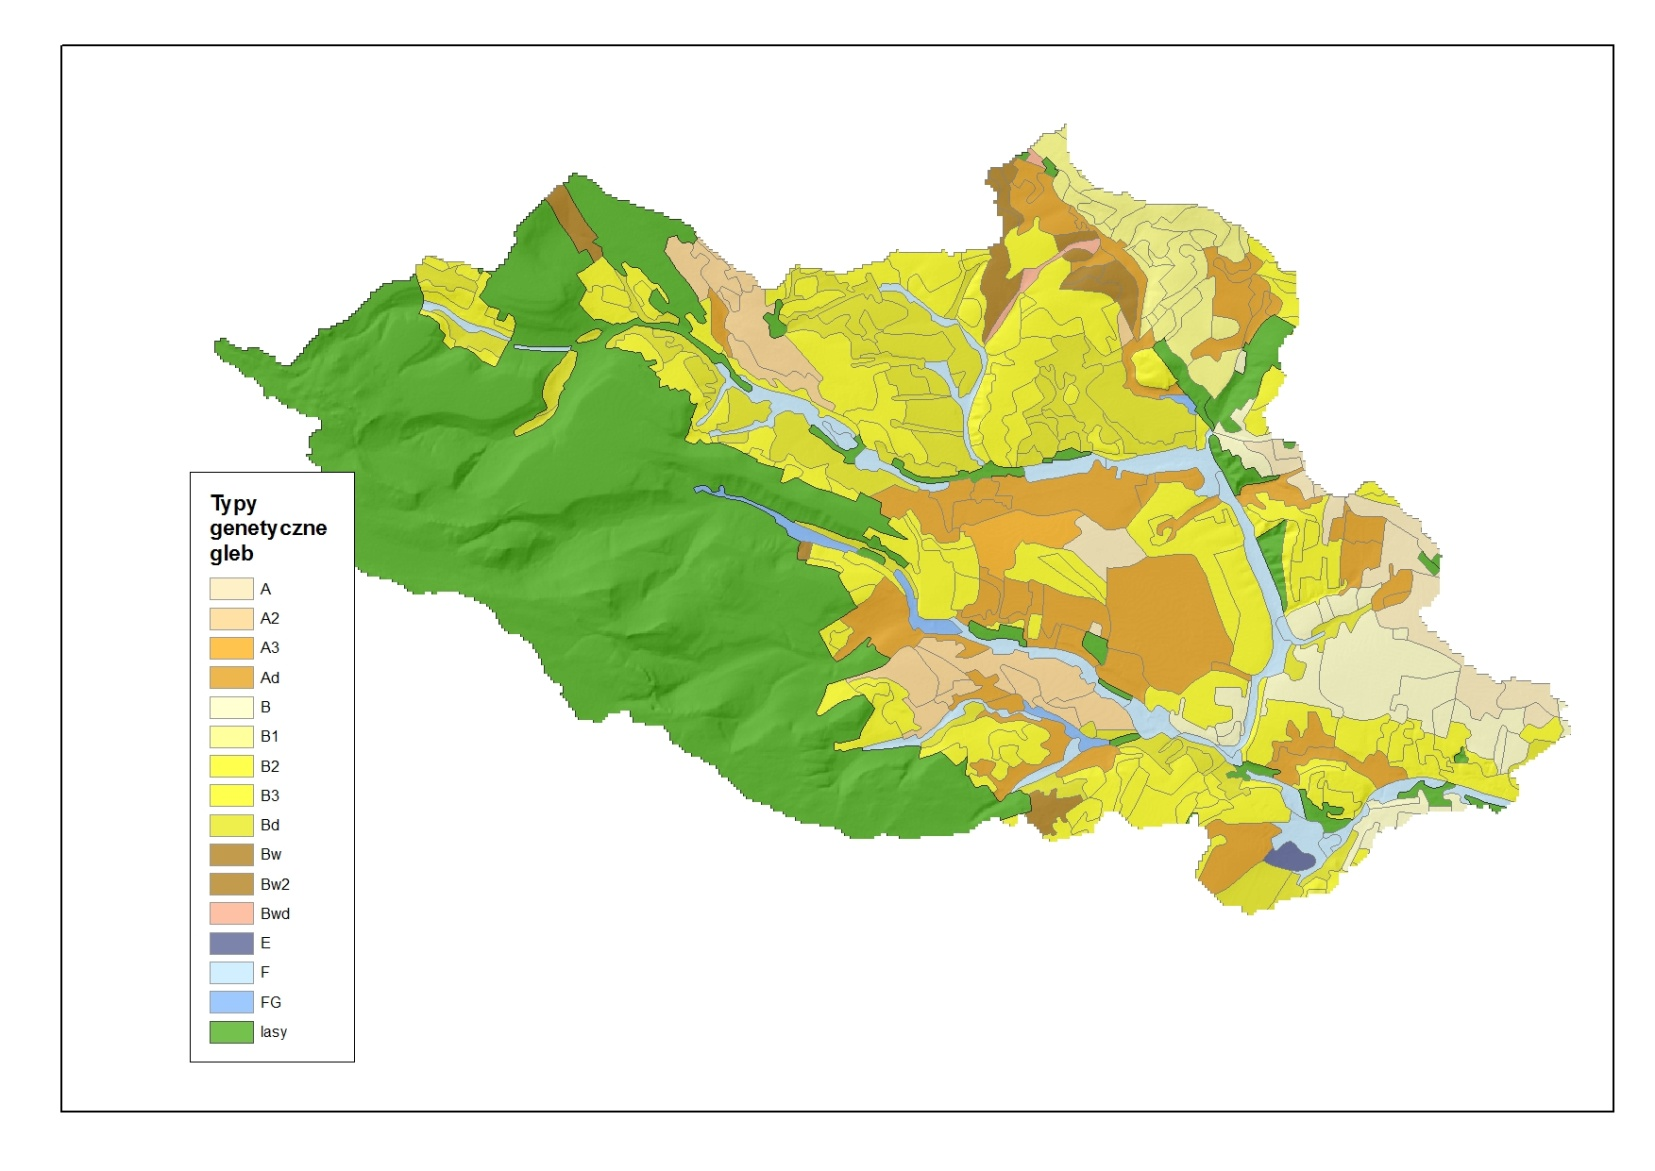 Typy
genetyczne
gleb
A
A2
A3
Ad
B
B1
B2
B3
Bd
Bw
Bw2
Bwd
E
F
FG
lasy